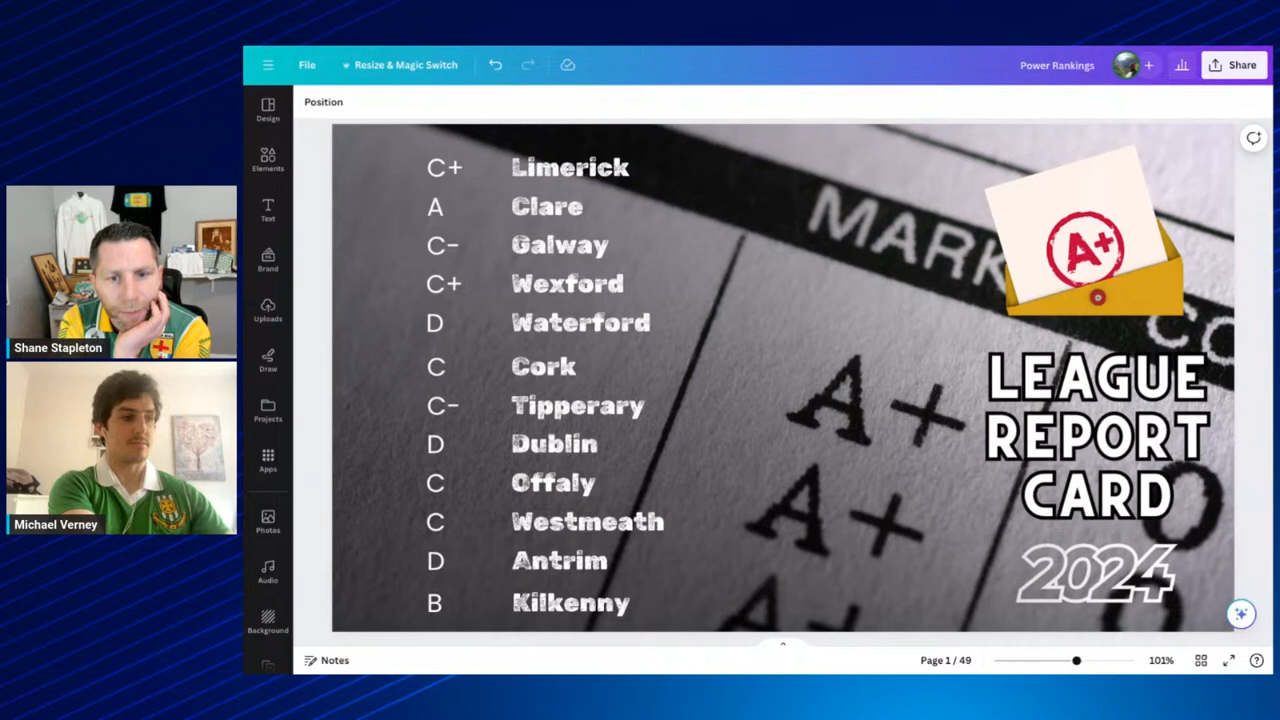 File
Resize & Magic Switch
Power Rankings
Share
Position
Design
Elements
Text
Brand
Uploads
Draw
Projects
Apps
Photos
Audio
Background
Shane Stapleton
Michael Verney
C+ Limerick
A Clare
C- Galway
C+ Wexford
D Waterford
C Cork
C- Tipperary
D Dublin
C Offaly
C Westmeath
D Antrim
B Kilkenny
MARK
CO
A+
A+
A+
A+
LEAGUE
REPORT
CARD
2024
Notes
Page 1 / 49
101%